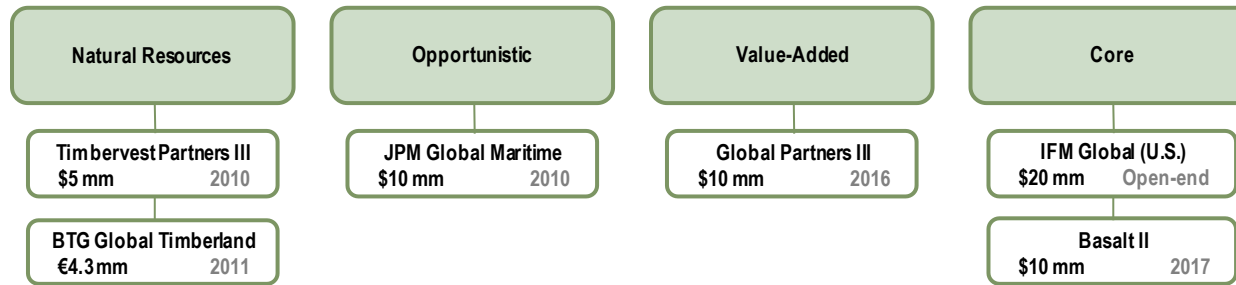 Natural Resources
Opportunistic
Value-Added
Core
Timbervest Partners III
$5 mm 2010
JPM Global Maritime
$10 mm 2010
Global Partners III
$10 mm 2016
IFM Global (U.S.)
$20 mm Open-end
BTG Global Timberland
€4.3 mm 2011
Basalt II
$10 mm 2017